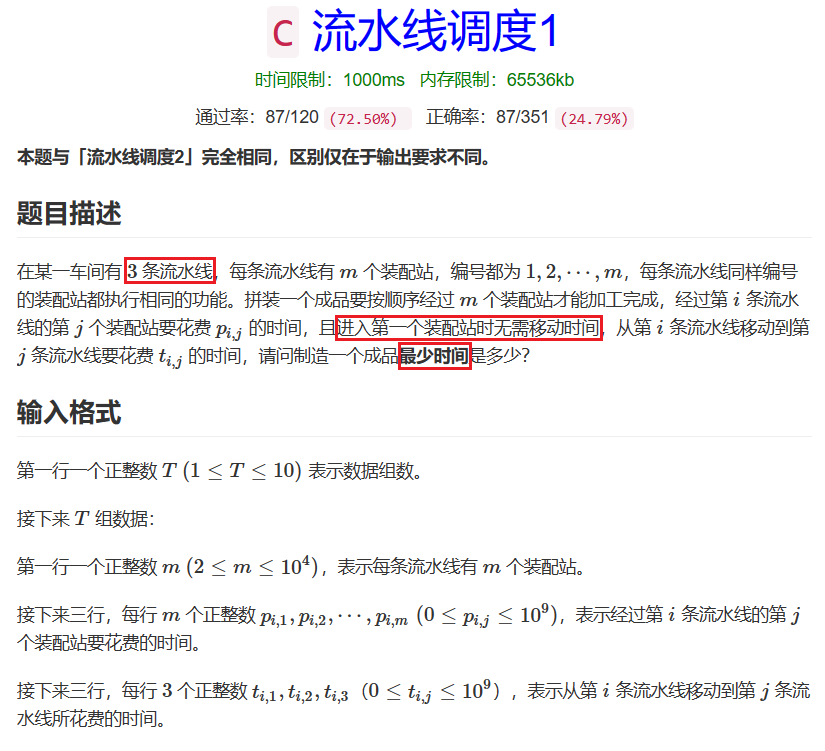 C 流水线调度1
时间限制：1000ms 内存限制：65536kb
通过率：87/120 (72.50%) 正确率：87/351 (24.79%)
本题与「流水线调度2」完全相同，区别仅在于输出要求不同。
题目描述
在某一车间有 3 条流水线，每条流水线有 m 个装配站，编号都为 1, 2, ⋯, m，每条流水线同样编号
的装配站都执行相同的功能。拼装一个成品要按顺序经过 m 个装配站才能加工完成，经过第 i 条流水
线的第 j 个装配站要花费 p_{i,j} 的时间，且进入第一个装配站时无需移动时间，从第 i 条流水线移动到第
j 条流水线要花费 t_{i,j} 的时间，请问制造一个成品最少时间是多少？
输入格式
第一行一个正整数 T (1 ≤ T ≤ 10) 表示数据组数。
接下来 T 组数据：
第一行一个正整数 m (2 ≤ m ≤ 10^4)，表示每条流水线有 m 个装配站。
接下来三行，每行 m 个正整数 p_{i,1}, p_{i,2}, ⋯, p_{i,m} (0 ≤ p_{i,j} ≤ 10^9)，表示经过第 i 条流水线的第 j
个装配站要花费的时间。
接下来三行，每行 3 个正整数 t_{i,1}, t_{i,2}, t_{i,3}（0 ≤ t_{i,j} ≤ 10^9），表示从第 i 条流水线移动到第 j 条流
水线所花费的时间。